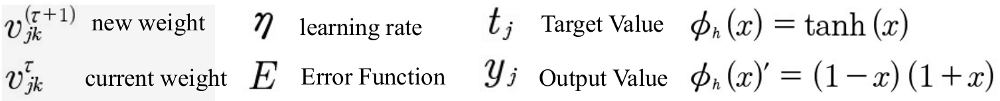 v_{jk}^{(τ+1)} new weight η learning rate t_j Target Value ϕ_h(x) = tanh(x)
v_{jk}^{τ} current weight E Error Function y_j Output Value ϕ_h(x)′ = (1−x)(1+x)